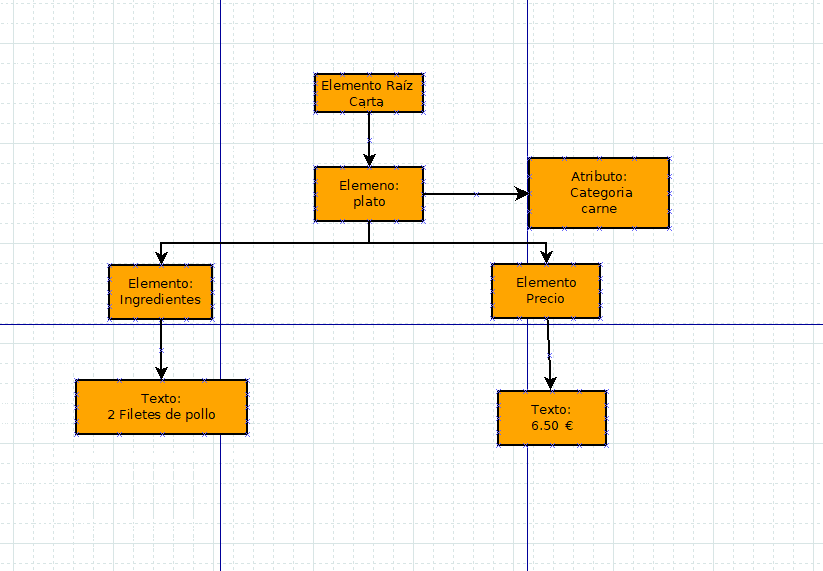 Elemento Raíz
Carta
Elemeno:
plato
Atributo:
Categoria
carne
Elemento:
Ingredientes
Elemento
Precio
Texto:
2 Filetes de pollo
Texto:
6.50 €